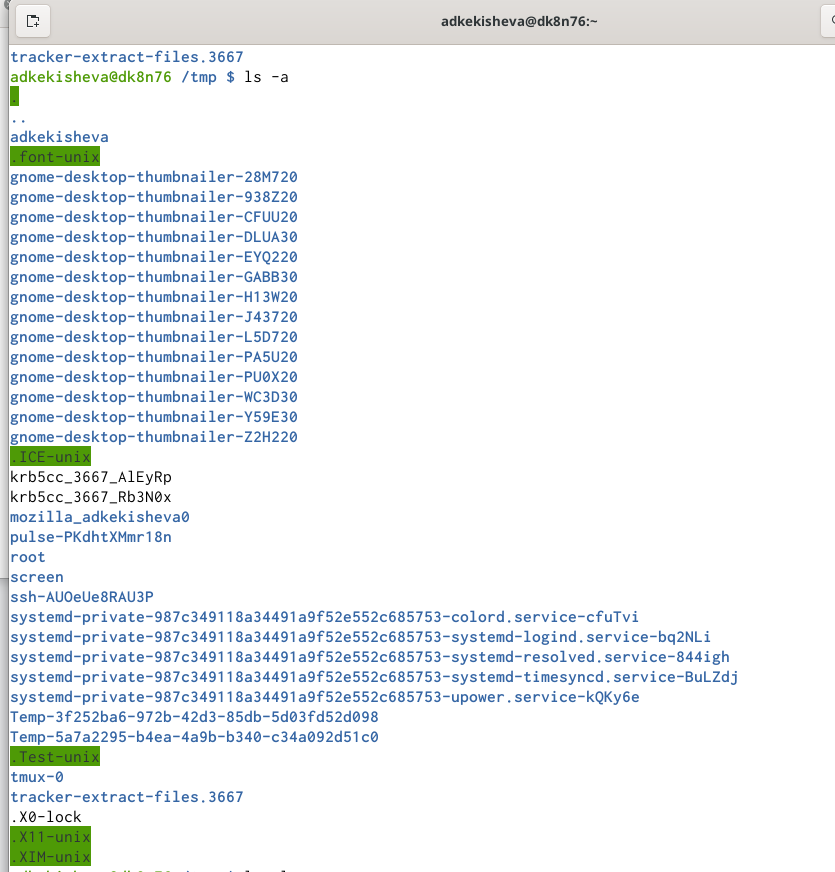 adkekisheva@dk8n76:~
tracker-extract-files.3667
adkekisheva@dk8n76 /tmp $ ls -a
.
..
adkekisheva
.font-unix
gnome-desktop-thumbnailer-28M720
gnome-desktop-thumbnailer-938Z20
gnome-desktop-thumbnailer-CFUU20
gnome-desktop-thumbnailer-DLUA30
gnome-desktop-thumbnailer-EYQ220
gnome-desktop-thumbnailer-GABB30
gnome-desktop-thumbnailer-H13W20
gnome-desktop-thumbnailer-J43720
gnome-desktop-thumbnailer-L5D720
gnome-desktop-thumbnailer-PA5U20
gnome-desktop-thumbnailer-PU0X20
gnome-desktop-thumbnailer-WC3D30
gnome-desktop-thumbnailer-Y59E30
gnome-desktop-thumbnailer-Z2H220
.ICE-unix
krb5cc_3667_AlEyRp
krb5cc_3667_Rb3N0x
mozilla_adkekisheva0
pulse-PKdhtXMmr18n
root
screen
ssh-AUOeUe8RAU3P
systemd-private-987c349118a34491a9f52e552c685753-colord.service-cfuTvi
systemd-private-987c349118a34491a9f52e552c685753-systemd-logind.service-bq2NLi
systemd-private-987c349118a34491a9f52e552c685753-systemd-resolved.service-844igh
systemd-private-987c349118a34491a9f52e552c685753-systemd-timesyncd.service-BuLZdj
systemd-private-987c349118a34491a9f52e552c685753-upower.service-kQKy6e
Temp-3f252ba6-972b-42d3-85db-5d03fd52d098
Temp-5a7a2295-b4ea-4a9b-b340-c34a092d51c0
.Test-unix
tmux-0
tracker-extract-files.3667
.X0-lock
.X11-unix
.XIM-unix